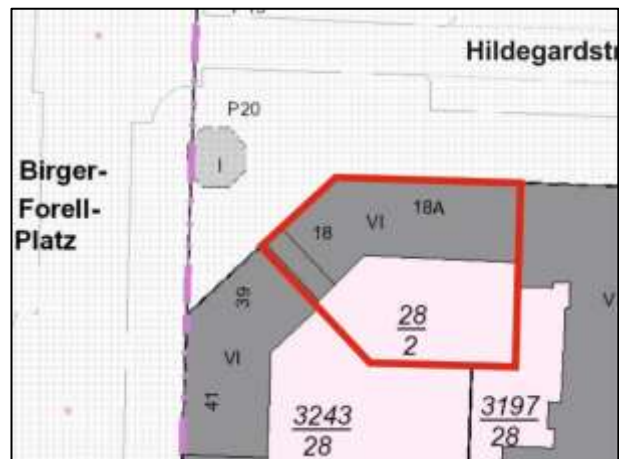 Hildegardstr
P20
I
Birger-
Forell-
Platz
18A
18
VI
39
VI
41
V
28
2
3243
28
3197
28